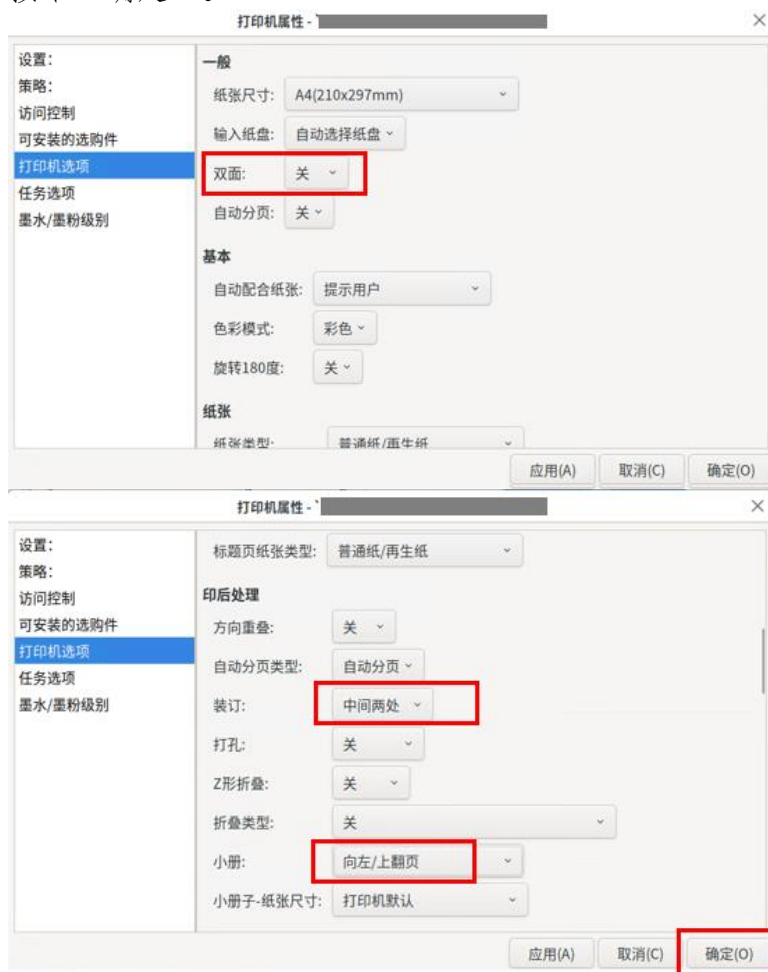 打印机属性 - `
设置：
策略：
访问控制
可安装的选购件
打印机选项
任务选项
墨水/墨粉级别
一般
纸张尺寸: A4(210x297mm)
输入纸盘: 自动选择纸盘
双面: 关
自动分页: 关
基本
自动配合纸张: 提示用户
色彩模式: 彩色
旋转180度: 关
纸张
纸张类型: 普通纸/再生纸
应用(A) 取消(C) 确定(O)
打印机属性 - `
设置：
策略：
访问控制
可安装的选购件
打印机选项
任务选项
墨水/墨粉级别
标题页纸张类型: 普通纸/再生纸
印后处理
方向重叠: 关
自动分页类型: 自动分页
装订: 中间两处
打孔: 关
Z形折叠: 关
折叠类型: 关
小册: 向左/上翻页
小册子-纸张尺寸: 打印机默认
应用(A) 取消(C) 确定(O)